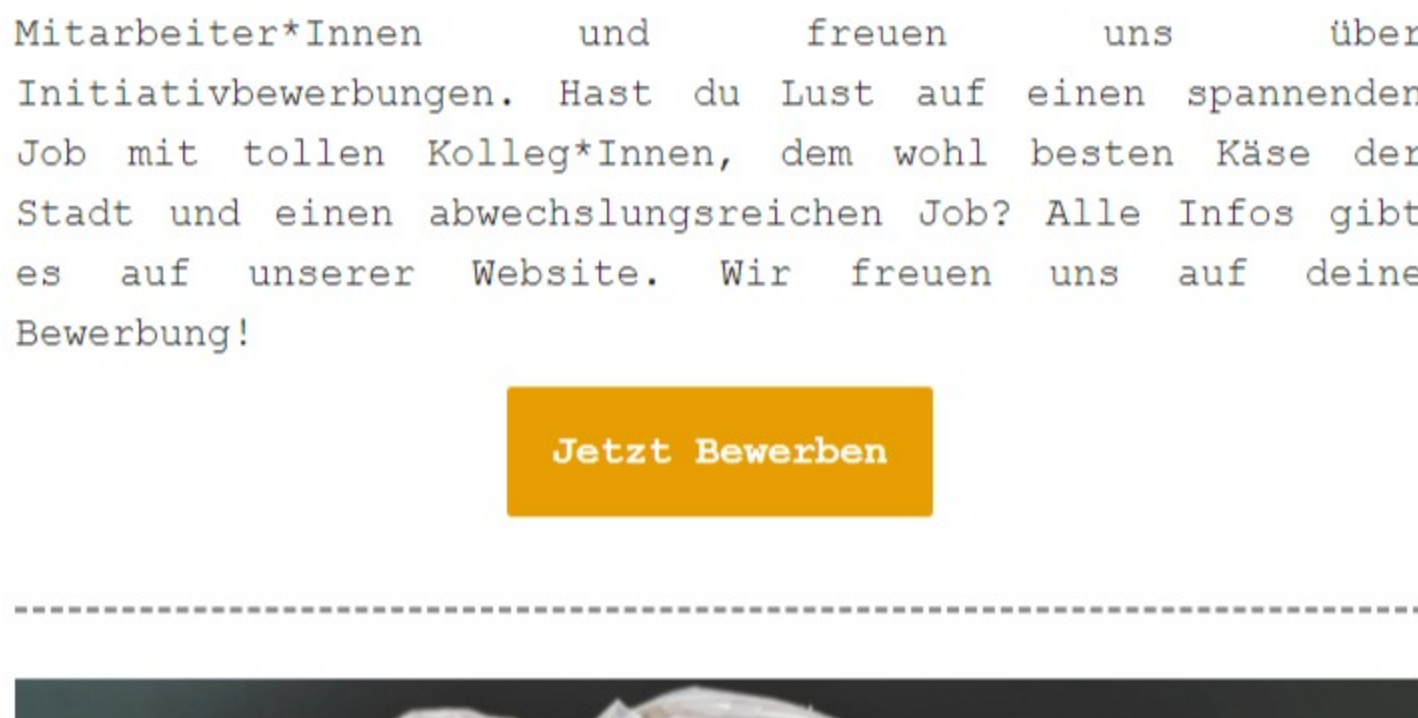 Mitarbeiter*Innen und freuen uns über
Initiativbewerbungen. Hast du Lust auf einen spannenden
Job mit tollen Kolleg*Innen, dem wohl besten Käse der
Stadt und einen abwechslungsreichen Job? Alle Infos gibt
es auf unserer Website. Wir freuen uns auf deine
Bewerbung!
Jetzt Bewerben